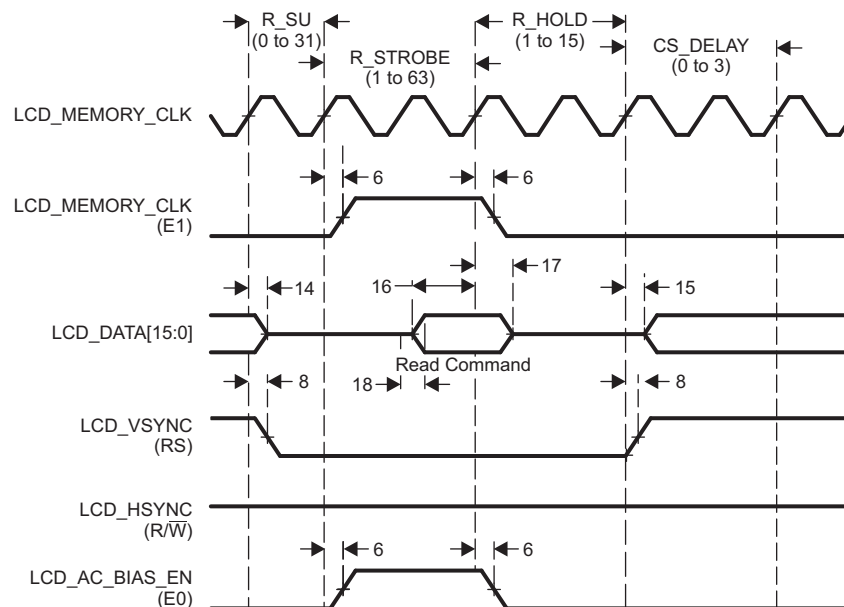 R_SU
(0 to 31)
R_HOLD
(1 to 15)
R_STROBE
(1 to 63)
CS_DELAY
(0 to 3)
LCD_MEMORY_CLK
LCD_MEMORY_CLK
(E1)
6
6
LCD_DATA[15:0]
14
16
17
15
Read Command
18
LCD_VSYNC
(RS)
8
8
LCD_HSYNC
(R/W̅)
LCD_AC_BIAS_EN
(E0)
6
6